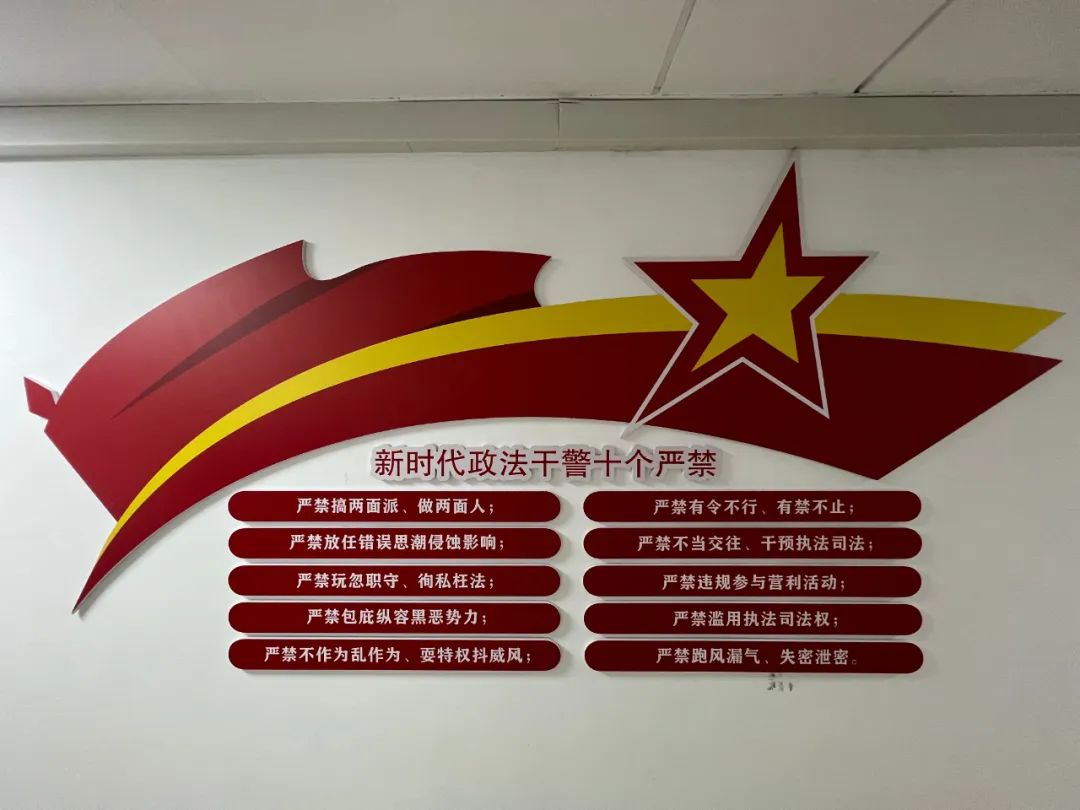 新时代政法干警十个严禁
严禁搞两面派、做两面人;
严禁有令不行、有禁不止;
严禁放任错误思潮侵蚀影响;
严禁不当交往、干预执法司法;
严禁玩忽职守、徇私枉法;
严禁违规参与营利活动;
严禁包庇纵容黑恶势力;
严禁滥用执法司法权;
严禁不作为乱作为、耍特权抖威风;
严禁跑风漏气、失密泄密。